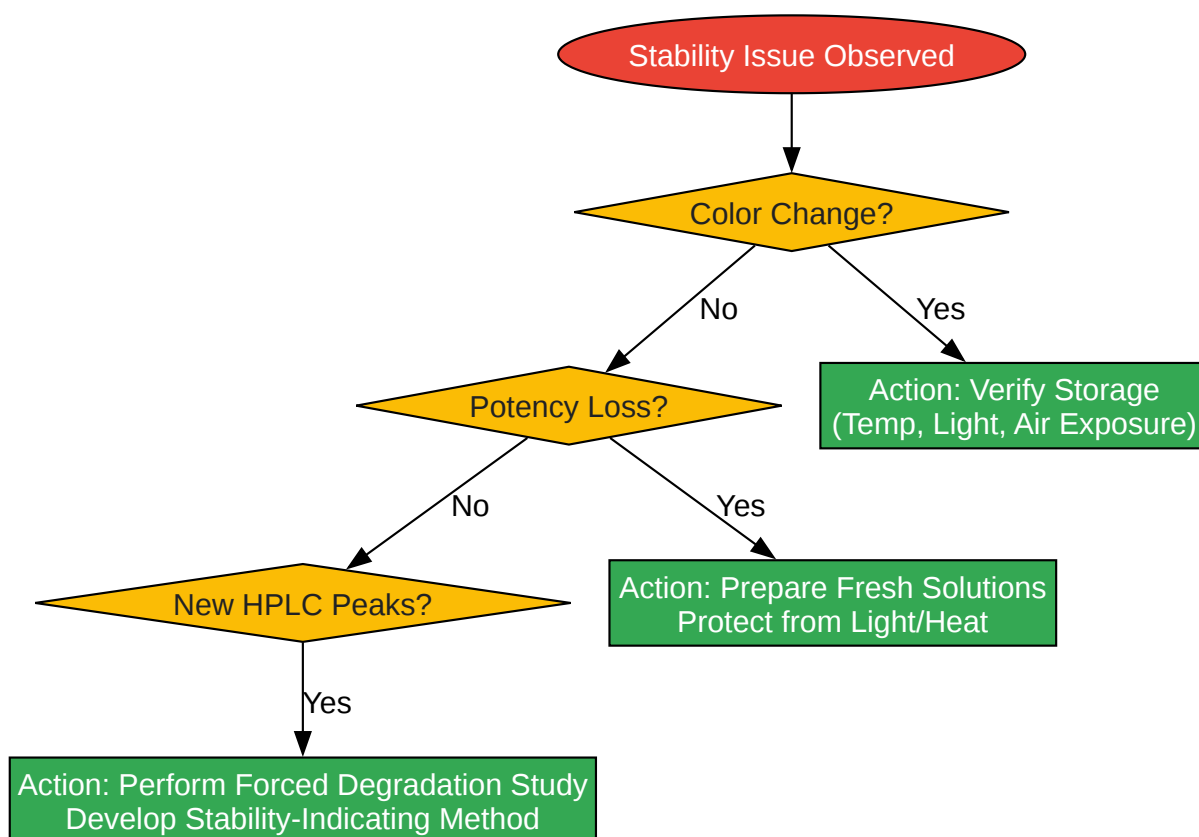 Stability Issue Observed
Color Change?
No
Yes
Action: Verify Storage
(Temp, Light, Air Exposure)
Potency Loss?
No
Yes
Action: Prepare Fresh Solutions
Protect from Light/Heat
New HPLC Peaks?
Yes
Action: Perform Forced Degradation Study
Develop Stability-Indicating Method